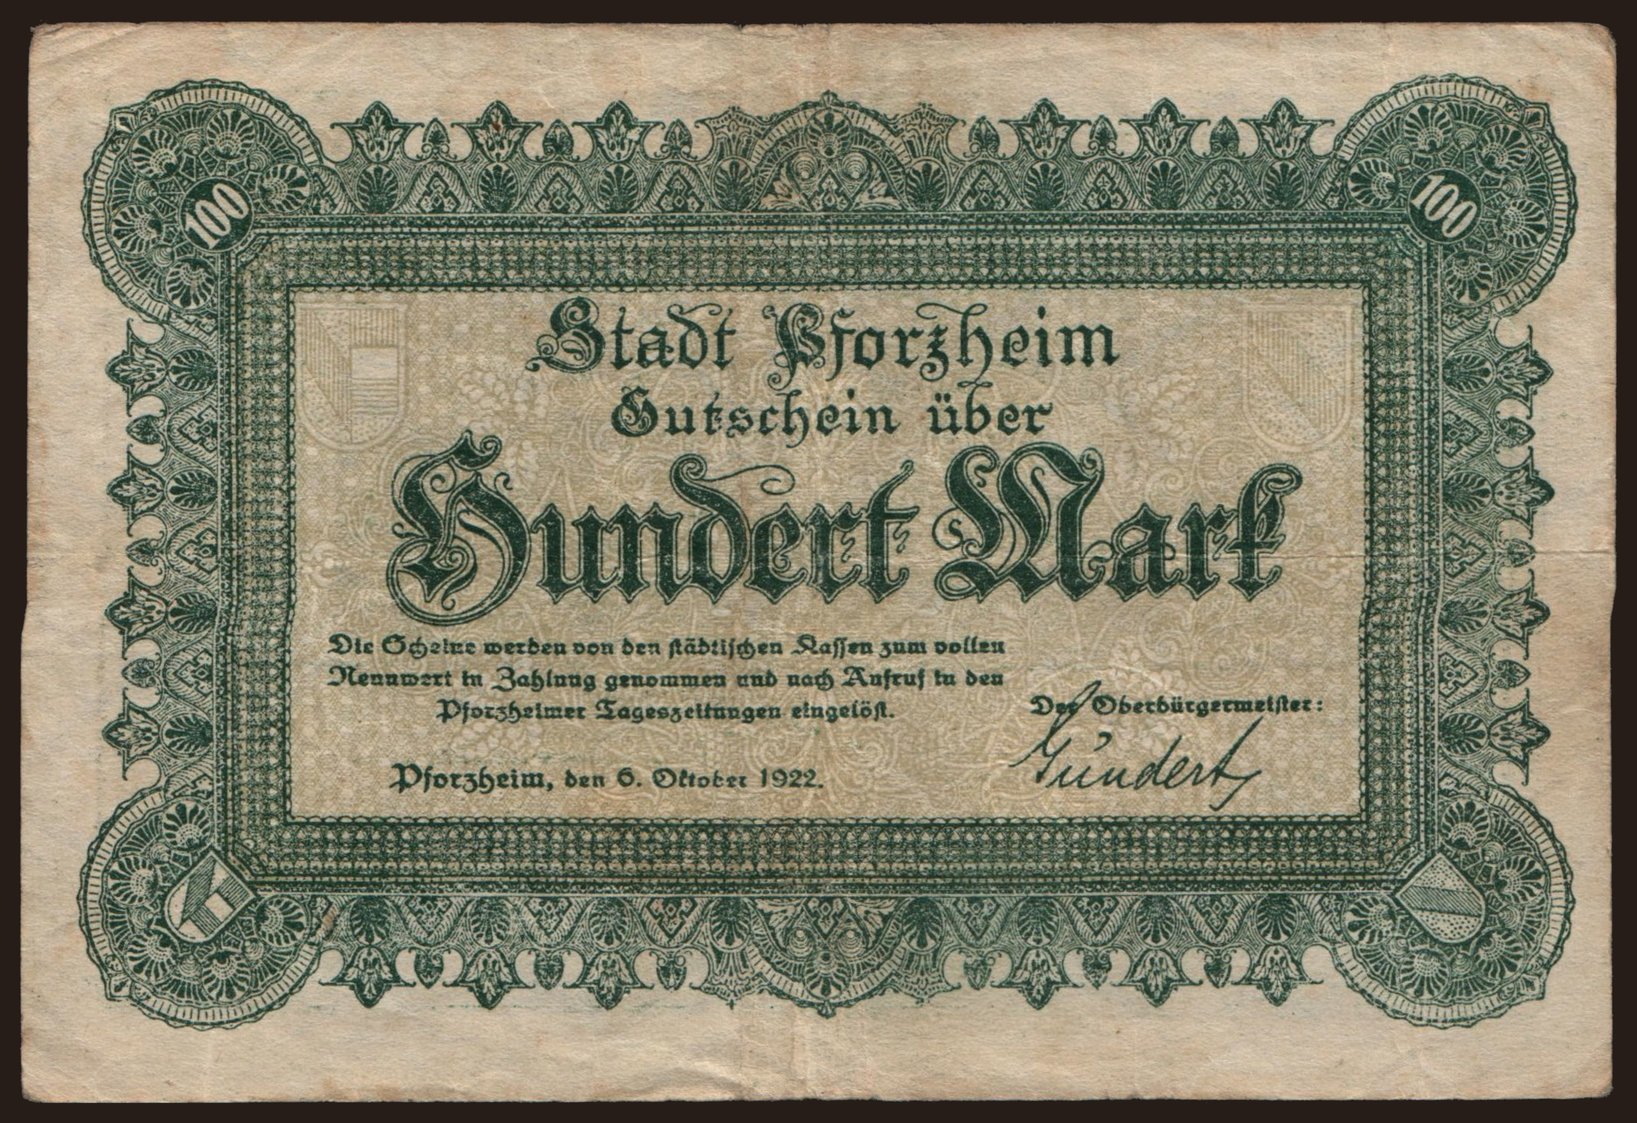 100
100
Stadt Pforzheim
Gutschein über
Hundert Mark
Die Scheine werden von den städtischen Kassen zum vollen
Nennwert in Zahlung genommen und nach Aufruf in den
Pforzheimer Tageszeitungen eingelöst.
Der Oberbürgermeister:
Gündert
Pforzheim, den 6. Oktober 1922.